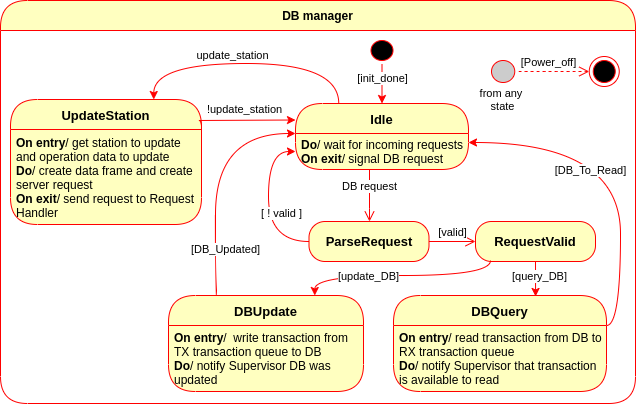 DB manager
update_station
[init_done]
[Power_off]
from any
state
UpdateStation
On entry/ get station to update
and operation data to update
Do/ create data frame and create
server request
On exit/ send request to Request
Handler
!update_station
Idle
Do/ wait for incoming requests
On exit/ signal DB request
[DB_To_Read]
DB request
[ ! valid ]
ParseRequest
[valid]
RequestValid
[DB_Updated]
[update_DB]
[query_DB]
DBUpdate
On entry/  write transaction from
TX transaction queue to DB
Do/ notify Supervisor DB was
updated
DBQuery
On entry/ read transaction from DB to
RX transaction queue
Do/ notify Supervisor that transaction
is available to read